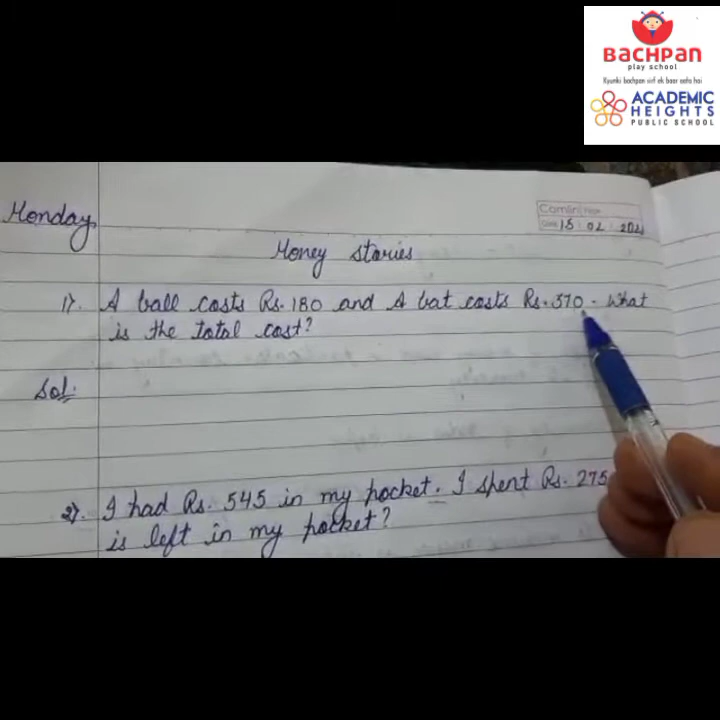 BACHPAN
play school
Kyunki bachpan sirf ek baar aata hai
ACADEMIC
HEIGHTS
PUBLIC SCHOOL
Camlin
Date 15 02 202
Monday
Money stories
1). A ball costs Rs. 180 and A bat costs Rs. 370. What
is the total cost?
Sol:
2). I had Rs. 545 in my pocket. I spent Rs. 275
is left in my pocket?